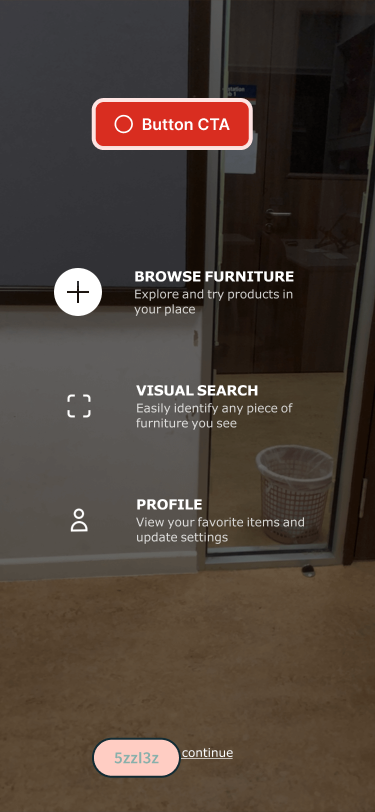 Button CTA
BROWSE FURNITURE
Explore and try products in
your place
VISUAL SEARCH
Easily identify any piece of
furniture you see
PROFILE
View your favorite items and
update settings
5zzl3z continue